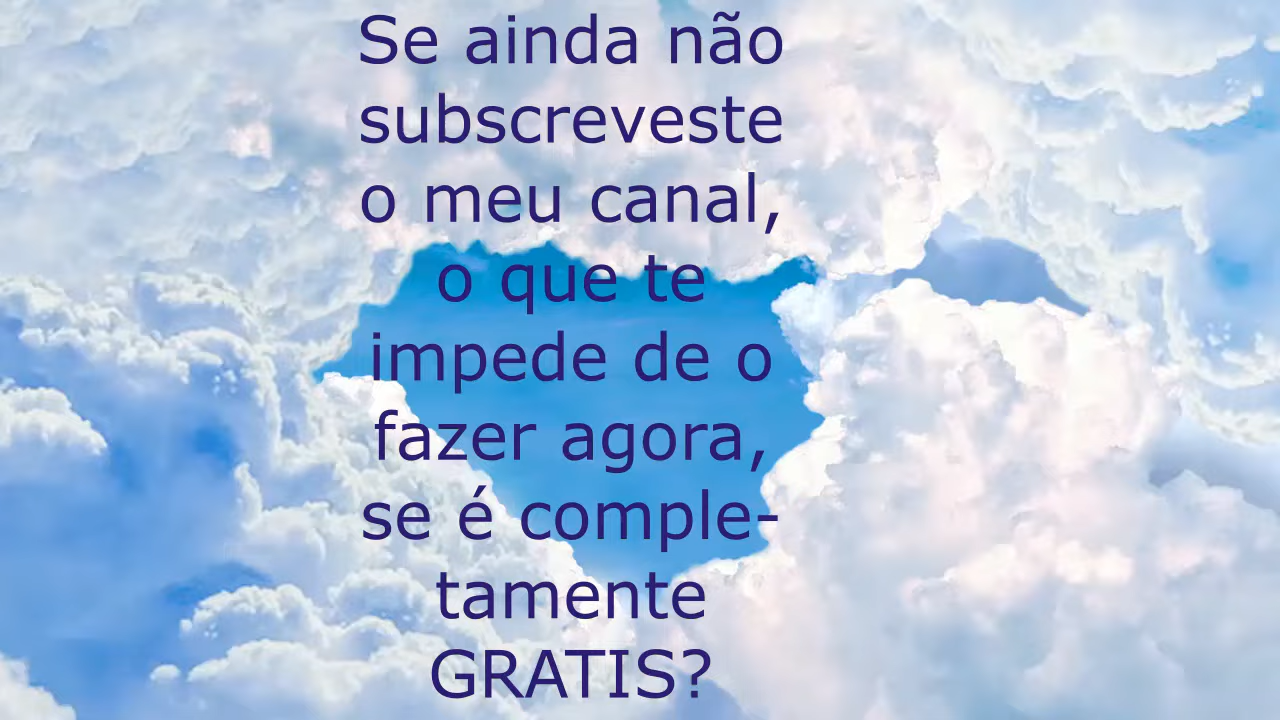 Se ainda não
subscreveste
o meu canal,
o que te
impede de o
fazer agora,
se é comple-
tamente
GRATIS?